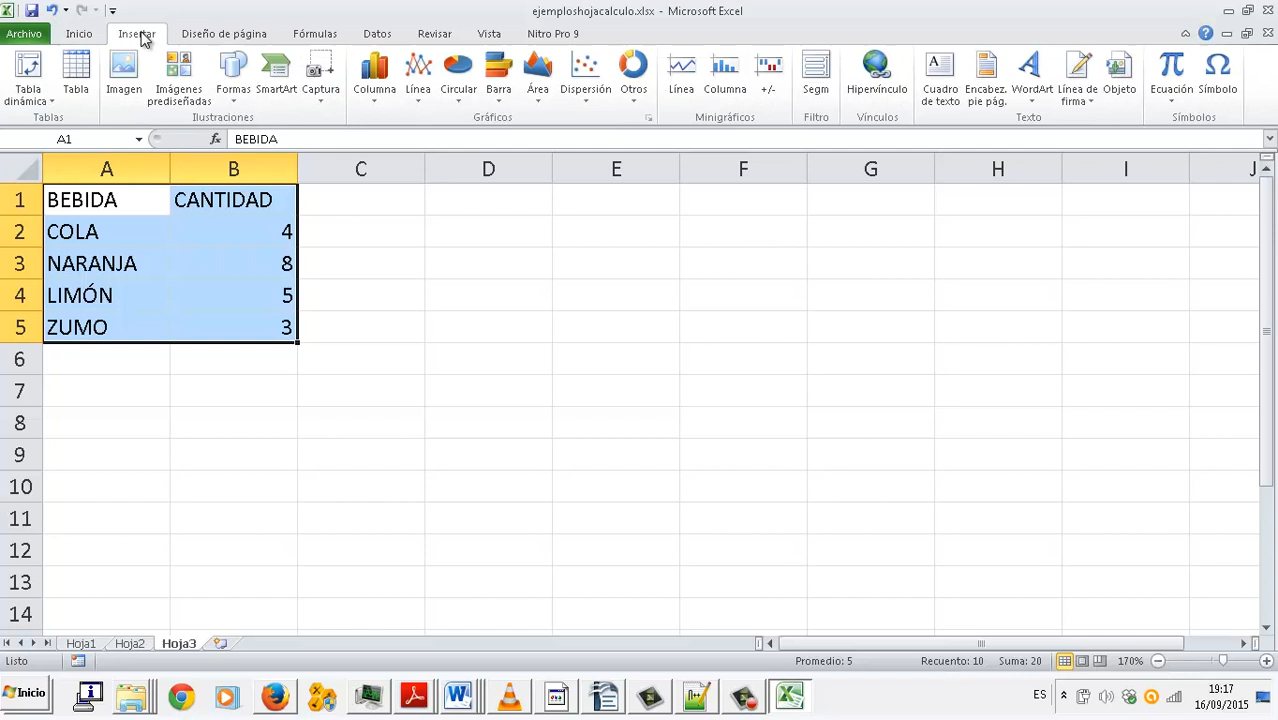 ejemploshojacalculo.xlsx - Microsoft Excel
Archivo Inicio Insertar Diseño de página Fórmulas Datos Revisar Vista Nitro Pro 9
Tabla dinámica Tabla Imagen Imágenes prediseñadas Formas SmartArt Captura Columna Línea Circular Barra Área Dispersión Otros Línea Columna +/- Segm Hipervínculo Cuadro de texto Encabez. pie pág. WordArt Línea de firma Objeto Ecuación Símbolo
Tablas Ilustraciones Gráficos Minigráficos Filtro Vínculos Texto Símbolos
A1 fx BEBIDA
A B C D E F G H I J
1 BEBIDA CANTIDAD
2 COLA 4
3 NARANJA 8
4 LIMÓN 5
5 ZUMO 3
6
7
8
9
10
11
12
13
14
Hoja1 Hoja2 Hoja3
Listo Promedio: 5 Recuento: 10 Suma: 20 170%
Inicio ES 19:17
16/09/2015